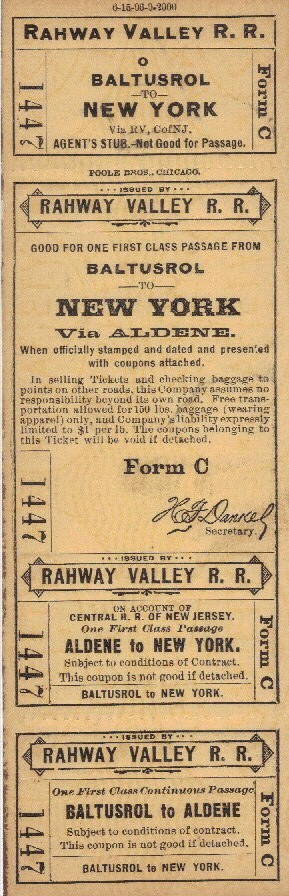 6-15-06-9-2000
RAHWAY VALLEY R. R.
O
BALTUSROL
—TO—
NEW YORK
Via RV, CofNJ.
AGENT'S STUB.-Not Good for Passage.
Form C
1447
POOLE BROS., CHICAGO.
··· ISSUED BY ···
RAHWAY VALLEY R. R.
GOOD FOR ONE FIRST CLASS PASSAGE FROM
BALTUSROL
—TO—
NEW YORK
Via ALDENE.
When officially stamped and dated and presented
with coupons attached.
In selling Tickets and checking baggage to
points on other roads, this Company assumes no
responsibility beyond its own road. Free trans-
portation allowed for 150 lbs. baggage (wearing
apparel) only, and Company's liability expressly
limited to $1 per lb. The coupons belonging to
this Ticket will be void if detached.
Form C
1447
Secretary.
··· ISSUED BY ···
RAHWAY VALLEY R. R.
ON ACCOUNT OF
CENTRAL R. R. OF NEW JERSEY.
One First Class Passage
ALDENE to NEW YORK.
Subject to conditions of Contract.
This coupon is not good if detached.
BALTUSROL to NEW YORK.
Form C
1447
··· ISSUED BY ···
RAHWAY VALLEY R. R.
One First Class Continuous Passage
BALTUSROL to ALDENE
Subject to conditions of contract.
This coupon is not good if detached.
BALTUSROL to NEW YORK.
Form C
1447